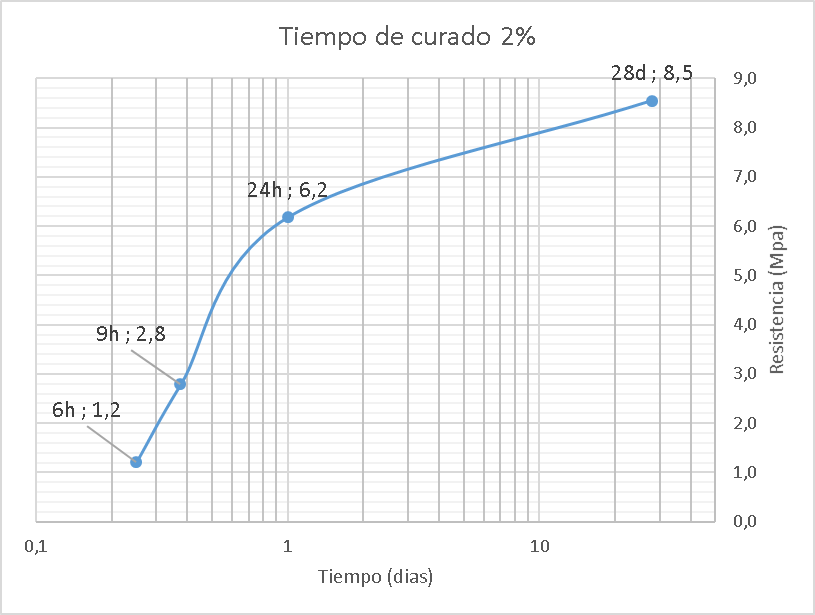 Tiempo de curado 2%
28d ; 8,5
24h ; 6,2
9h ; 2,8
6h ; 1,2
9,0
8,0
7,0
6,0
5,0
4,0
3,0
2,0
1,0
0,0
Resistencia (Mpa)
0,1
1
10
Tiempo (dias)